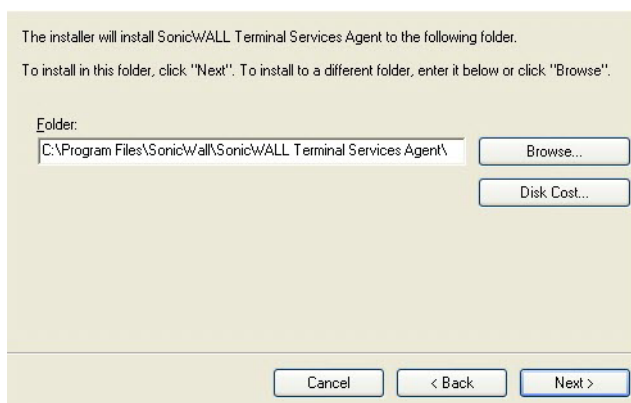 The installer will install SonicWALL Terminal Services Agent to the following folder.
To install in this folder, click "Next". To install to a different folder, enter it below or click "Browse".
Folder:
C:\Program Files\SonicWall\SonicWALL Terminal Services Agent\
Browse...
Disk Cost...
Cancel
< Back
Next >